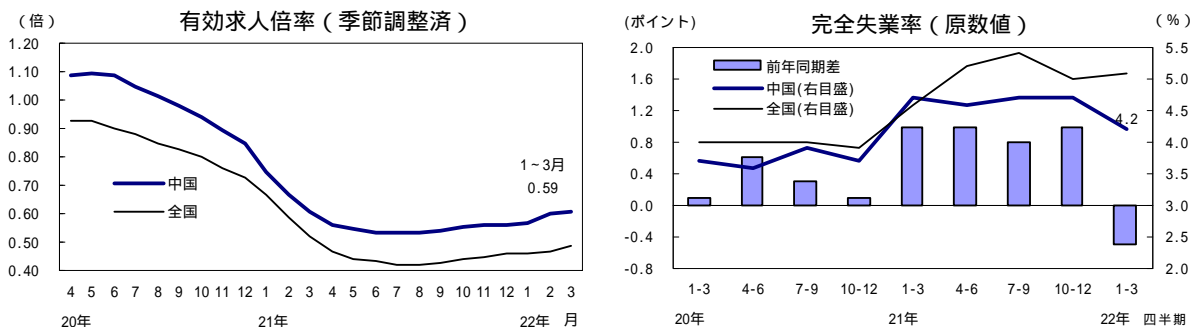 有効求人倍率(季節調整済)
(倍)
1.20
1.10
1.00
0.90
0.80
0.70
0.60
0.50
0.40
中国
全国
1~3月
0.59
4 5 6 7 8 9 10 11 12 1 2 3 4 5 6 7 8 9 10 11 12 1 2 3
20年 21年 22年 月
完全失業率(原数値)
(ポイント) (%)
2.0
1.6
1.2
0.8
0.4
0.0
-0.4
-0.8
前年同期差
中国(右目盛)
全国(右目盛)
4.2
5.5
5.0
4.5
4.0
3.5
3.0
2.5
2.0
1-3 4-6 7-9 10-12 1-3 4-6 7-9 10-12 1-3
20年 21年 22年 四半期